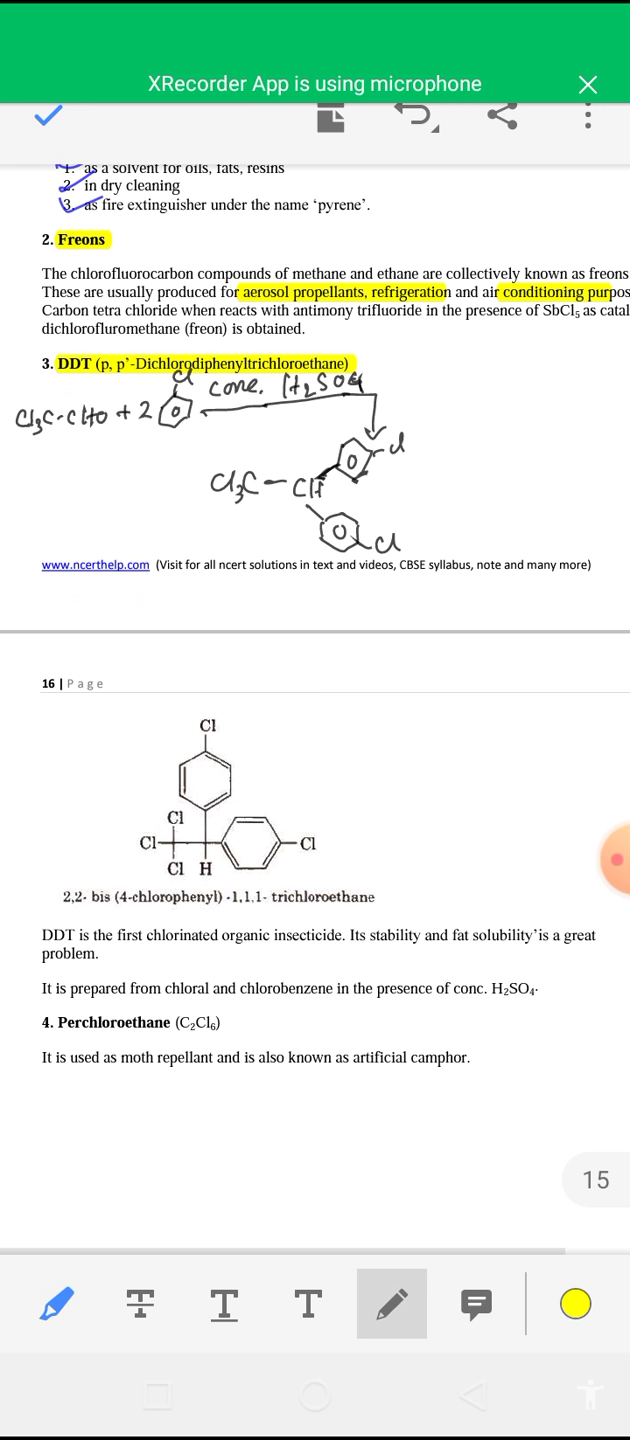 XRecorder App is using microphone
1. as a solvent for oils, fats, resins
2. in dry cleaning
3. as fire extinguisher under the name ‘pyrene’.
2. Freons
The chlorofluorocarbon compounds of methane and ethane are collectively known as freons
These are usually produced for aerosol propellants, refrigeration and air conditioning purpos
Carbon tetra chloride when reacts with antimony trifluoride in the presence of SbCl₅ as catal
dichlorofluromethane (freon) is obtained.
3. DDT (p, p’-Dichlorodiphenyltrichloroethane)
Cl
conc. H₂SO₄
Cl₃C-CHO + 2
Cl
Cl₃C - CH
Cl
www.ncerthelp.com (Visit for all ncert solutions in text and videos, CBSE syllabus, note and many more)
16 | Page
Cl
Cl
Cl
Cl
Cl H
2,2- bis (4-chlorophenyl) -1,1,1- trichloroethane
DDT is the first chlorinated organic insecticide. Its stability and fat solubility’is a great
problem.
It is prepared from chloral and chlorobenzene in the presence of conc. H₂SO₄.
4. Perchloroethane (C₂Cl₆)
It is used as moth repellant and is also known as artificial camphor.
15
T T T